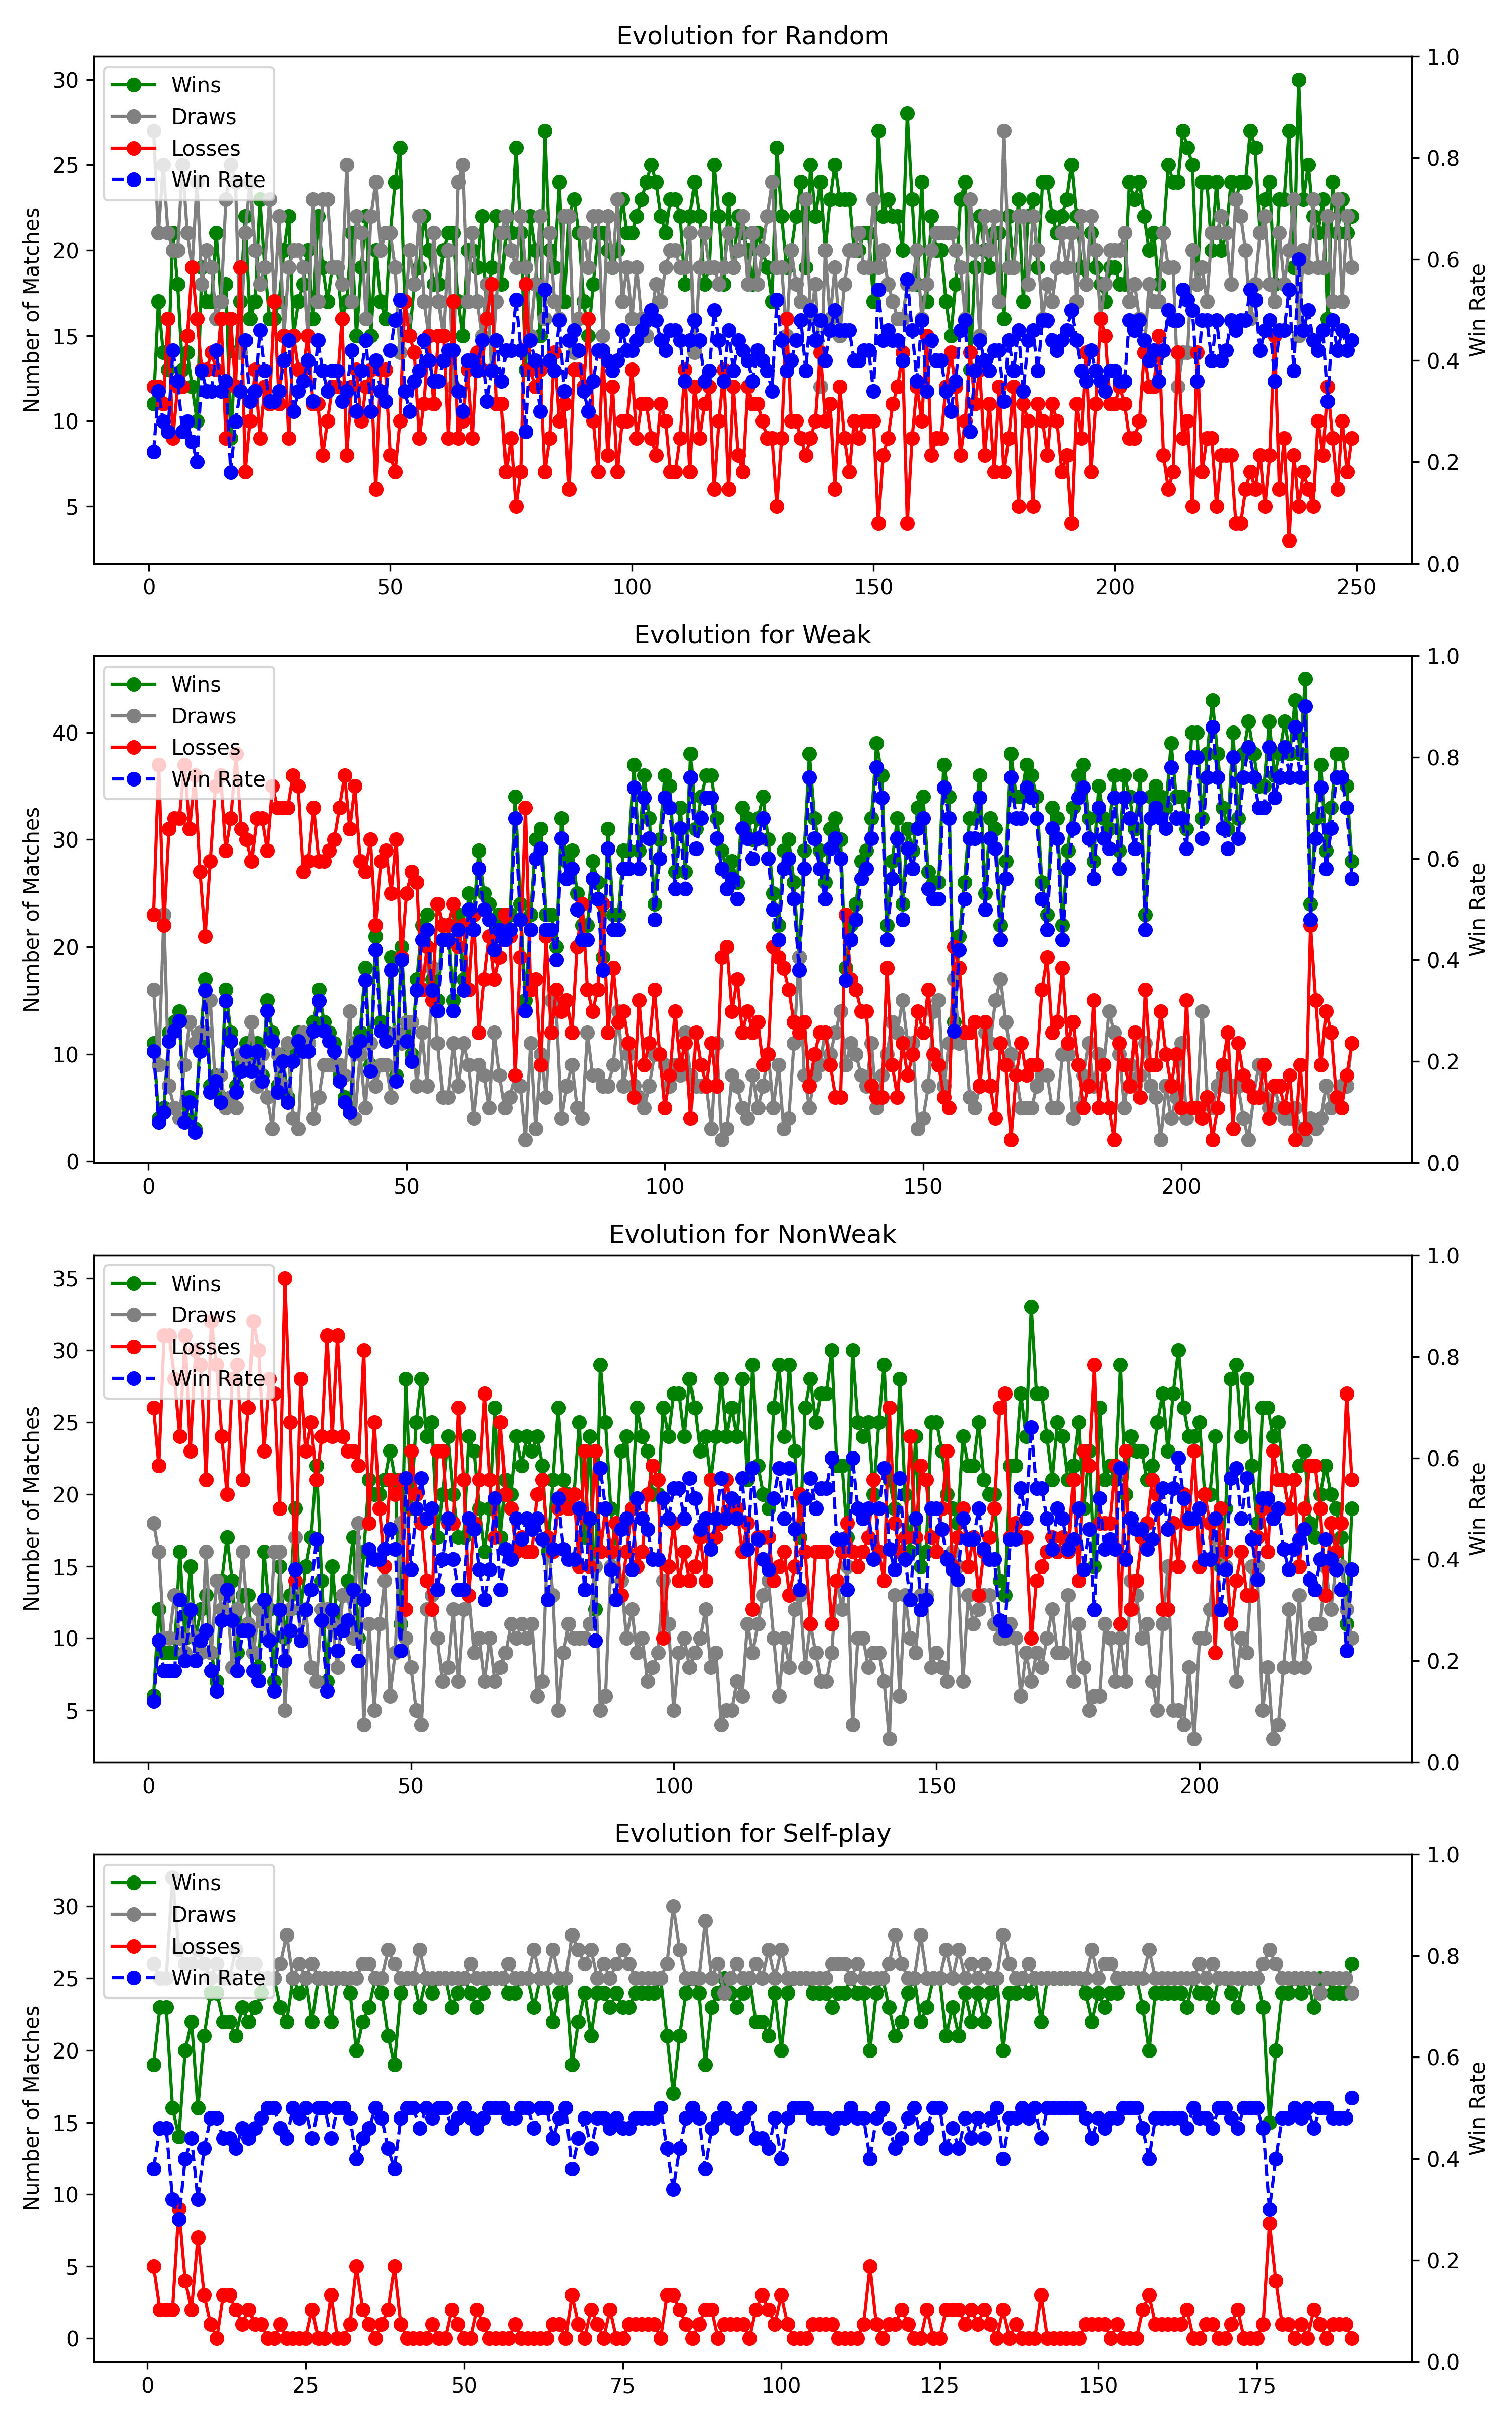 Evolution for Random
Number of Matches
Win Rate
Wins
Draws
Losses
Win Rate
30
25
20
15
10
5
1.0
0.8
0.6
0.4
0.2
0.0
0 50 100 150 200 250
Evolution for Weak
Number of Matches
Win Rate
Wins
Draws
Losses
Win Rate
40
30
20
10
0
1.0
0.8
0.6
0.4
0.2
0.0
0 50 100 150 200
Evolution for NonWeak
Number of Matches
Win Rate
Wins
Draws
Losses
Win Rate
35
30
25
20
15
10
5
1.0
0.8
0.6
0.4
0.2
0.0
0 50 100 150 200
Evolution for Self-play
Number of Matches
Win Rate
Wins
Draws
Losses
Win Rate
30
25
20
15
10
5
0
1.0
0.8
0.6
0.4
0.2
0.0
0 25 50 75 100 125 150 175